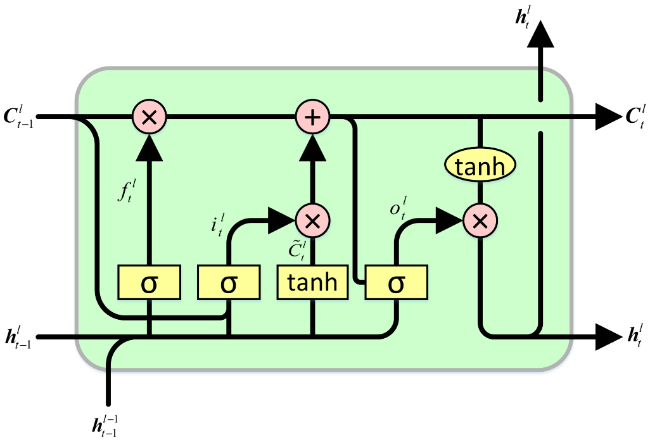 h_t^l
C_{t-1}^l
×
+
C_t^l
tanh
f_t^l
i_t^l
×
o_t^l
×
C̃_t^l
σ
σ
tanh
σ
h_{t-1}^l
h_t^l
h_{t-1}^{l-1}